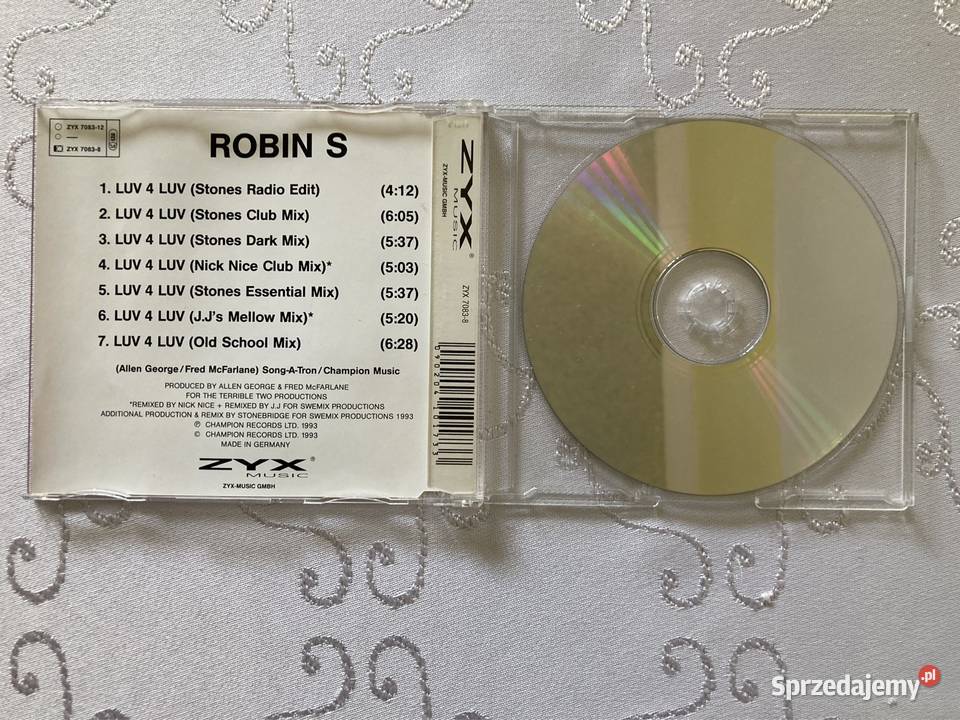 ZYX 7083-12
—
ZYX 7083-8
ROBIN S
1. LUV 4 LUV (Stones Radio Edit) (4:12)
2. LUV 4 LUV (Stones Club Mix) (6:05)
3. LUV 4 LUV (Stones Dark Mix) (5:37)
4. LUV 4 LUV (Nick Nice Club Mix)* (5:03)
5. LUV 4 LUV (Stones Essential Mix) (5:37)
6. LUV 4 LUV (J.J's Mellow Mix)* (5:20)
7. LUV 4 LUV (Old School Mix) (6:28)
(Allen George/Fred McFarlane) Song-A-Tron/Champion Music
PRODUCED BY ALLEN GEORGE & FRED McFARLANE
FOR THE TERRIBLE TWO PRODUCTIONS
*REMIXED BY NICK NICE + REMIXED BY J.J FOR SWEMIX PRODUCTIONS
ADDITIONAL PRODUCTION & REMIX BY STONEBRIDGE FOR SWEMIX PRODUCTIONS 1993
℗ CHAMPION RECORDS LTD. 1993
© CHAMPION RECORDS LTD. 1993
MADE IN GERMANY
ZYX®
MUSIC
ZYX-MUSIC GMBH
ZYX®
MUSIC
ZYX-MUSIC GMBH
ZYX 7083-8
Sprzedajemy.pl